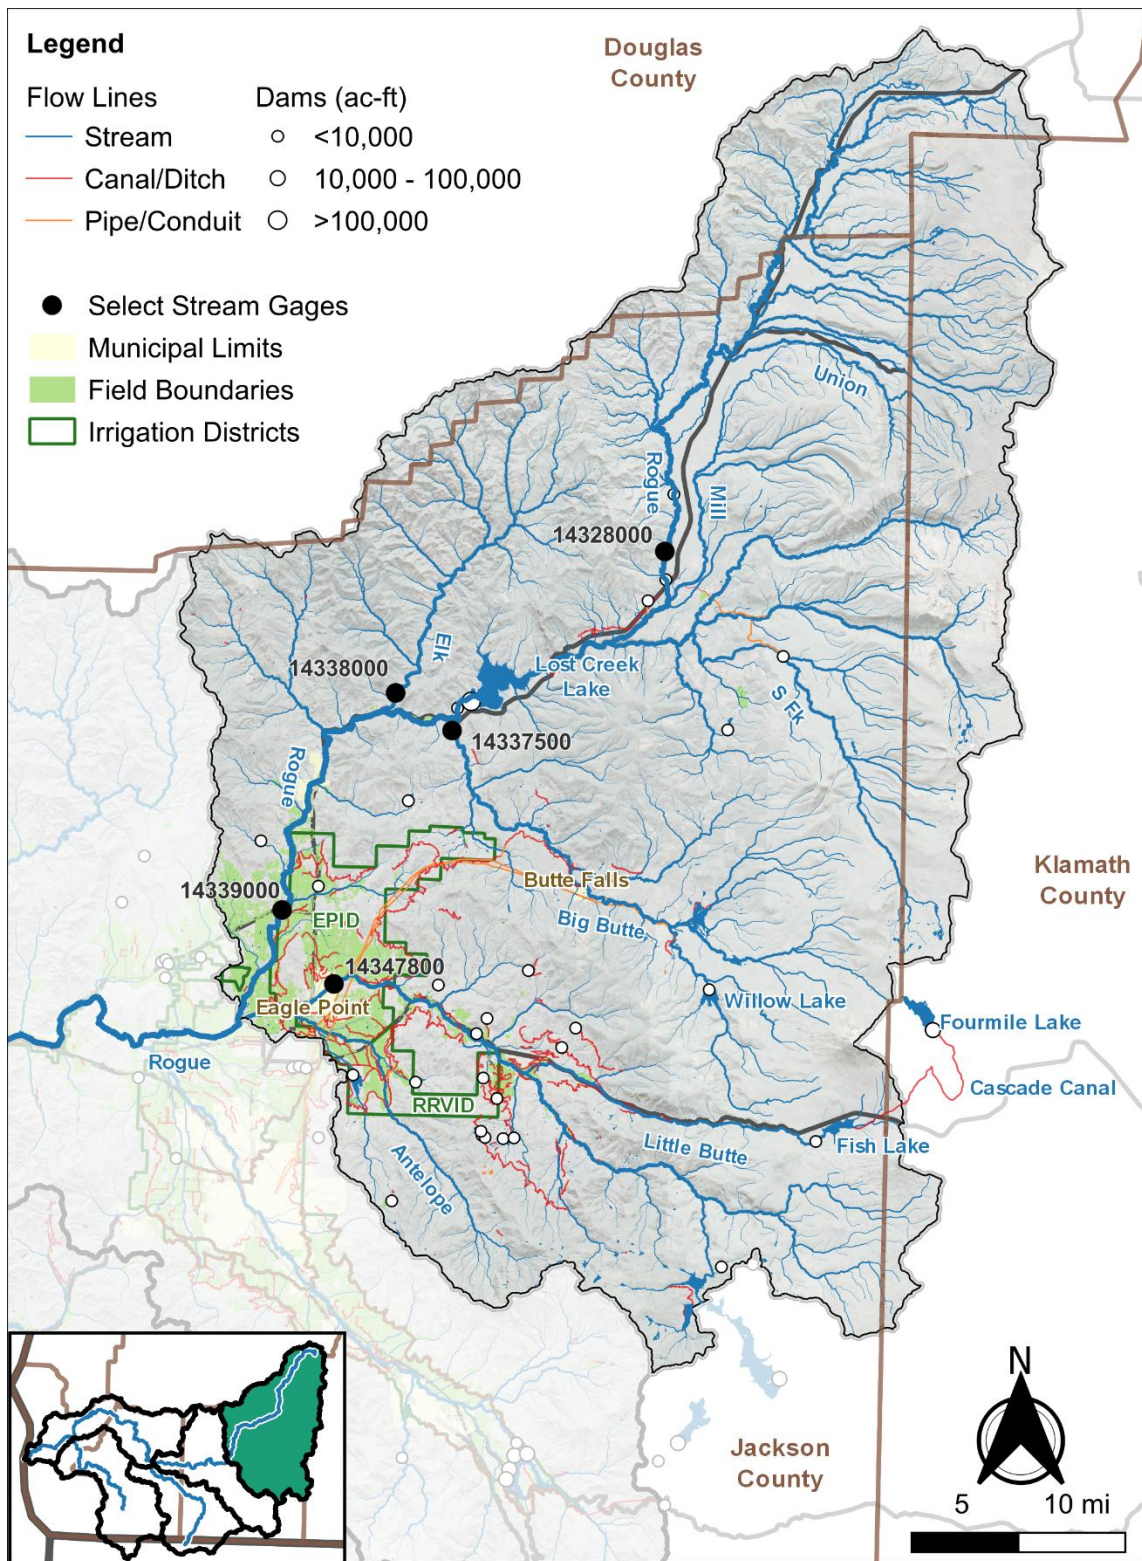 Legend
Flow Lines
Dams (ac-ft)
Stream
<10,000
Canal/Ditch
10,000 - 100,000
Pipe/Conduit
>100,000
Select Stream Gages
Municipal Limits
Field Boundaries
Irrigation Districts
Douglas
County
Union
Rogue
Mill
14328000
Elk
14338000
Lost Creek
Lake
S Fk
14337500
Rogue
Klamath
County
Butte Falls
14339000
EPID
Big Butte
14347800
Eagle Point
Willow Lake
Fourmile Lake
Rogue
Cascade Canal
RRVID
Little Butte
Fish Lake
Antelope
N
Jackson
County
5
10 mi